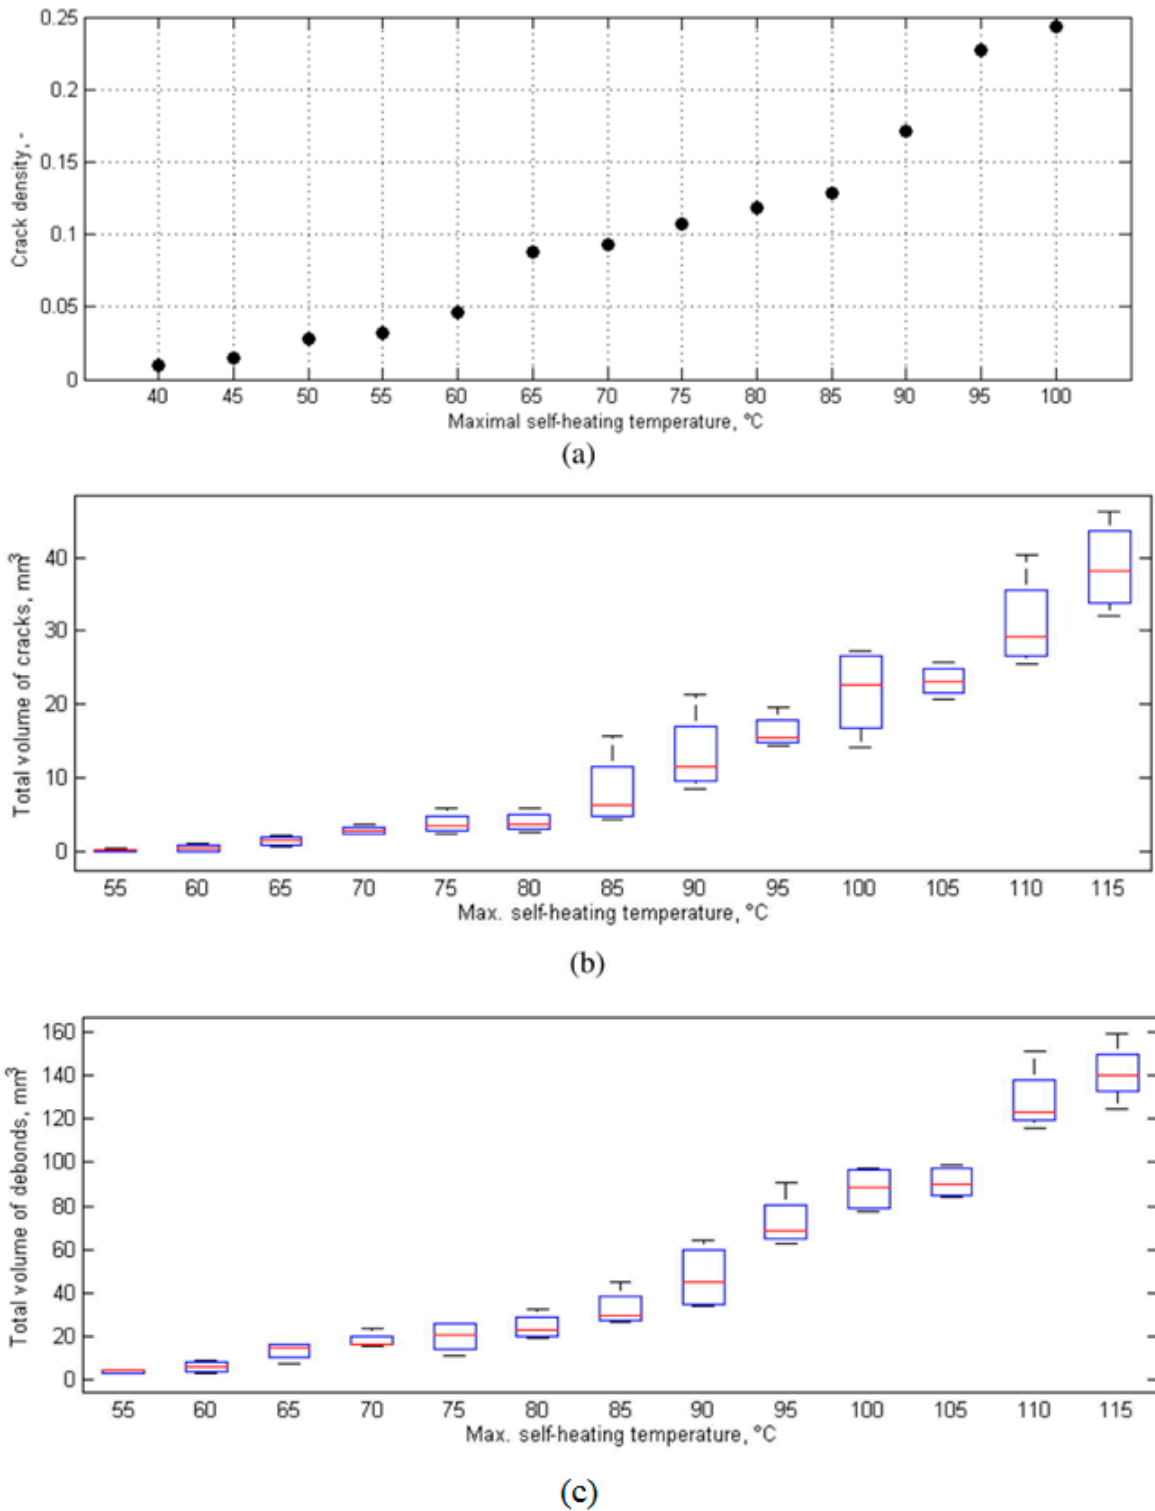 0.25
0.2
0.15
0.1
0.05
0
Crack density, -
40 45 50 55 60 65 70 75 80 85 90 95 100
Maximal self-heating temperature, °C
(a)
40
30
20
10
0
Total volume of cracks, mm³
55 60 65 70 75 80 85 90 95 100 105 110 115
Max. self-heating temperature, °C
(b)
160
140
120
100
80
60
40
20
0
Total volume of debonds, mm³
55 60 65 70 75 80 85 90 95 100 105 110 115
Max. self-heating temperature, °C
(c)